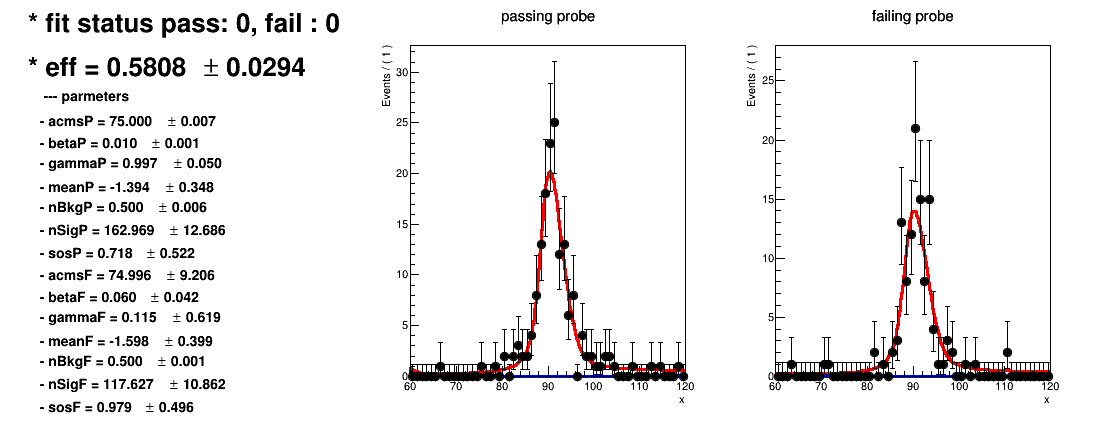 * fit status pass: 0, fail : 0
* eff = 0.5808 ± 0.0294
--- parmeters
- acmsP = 75.000 ± 0.007
- betaP = 0.010 ± 0.001
- gammaP = 0.997 ± 0.050
- meanP = -1.394 ± 0.348
- nBkgP = 0.500 ± 0.006
- nSigP = 162.969 ± 12.686
- sosP = 0.718 ± 0.522
- acmsF = 74.996 ± 9.206
- betaF = 0.060 ± 0.042
- gammaF = 0.115 ± 0.619
- meanF = -1.598 ± 0.399
- nBkgF = 0.500 ± 0.001
- nSigF = 117.627 ± 10.862
- sosF = 0.979 ± 0.496
passing probe
Events / ( 1 )
30
25
20
15
10
5
0
60 70 80 90 100 110 120
x
failing probe
Events / ( 1 )
25
20
15
10
5
0
60 70 80 90 100 110 120
x